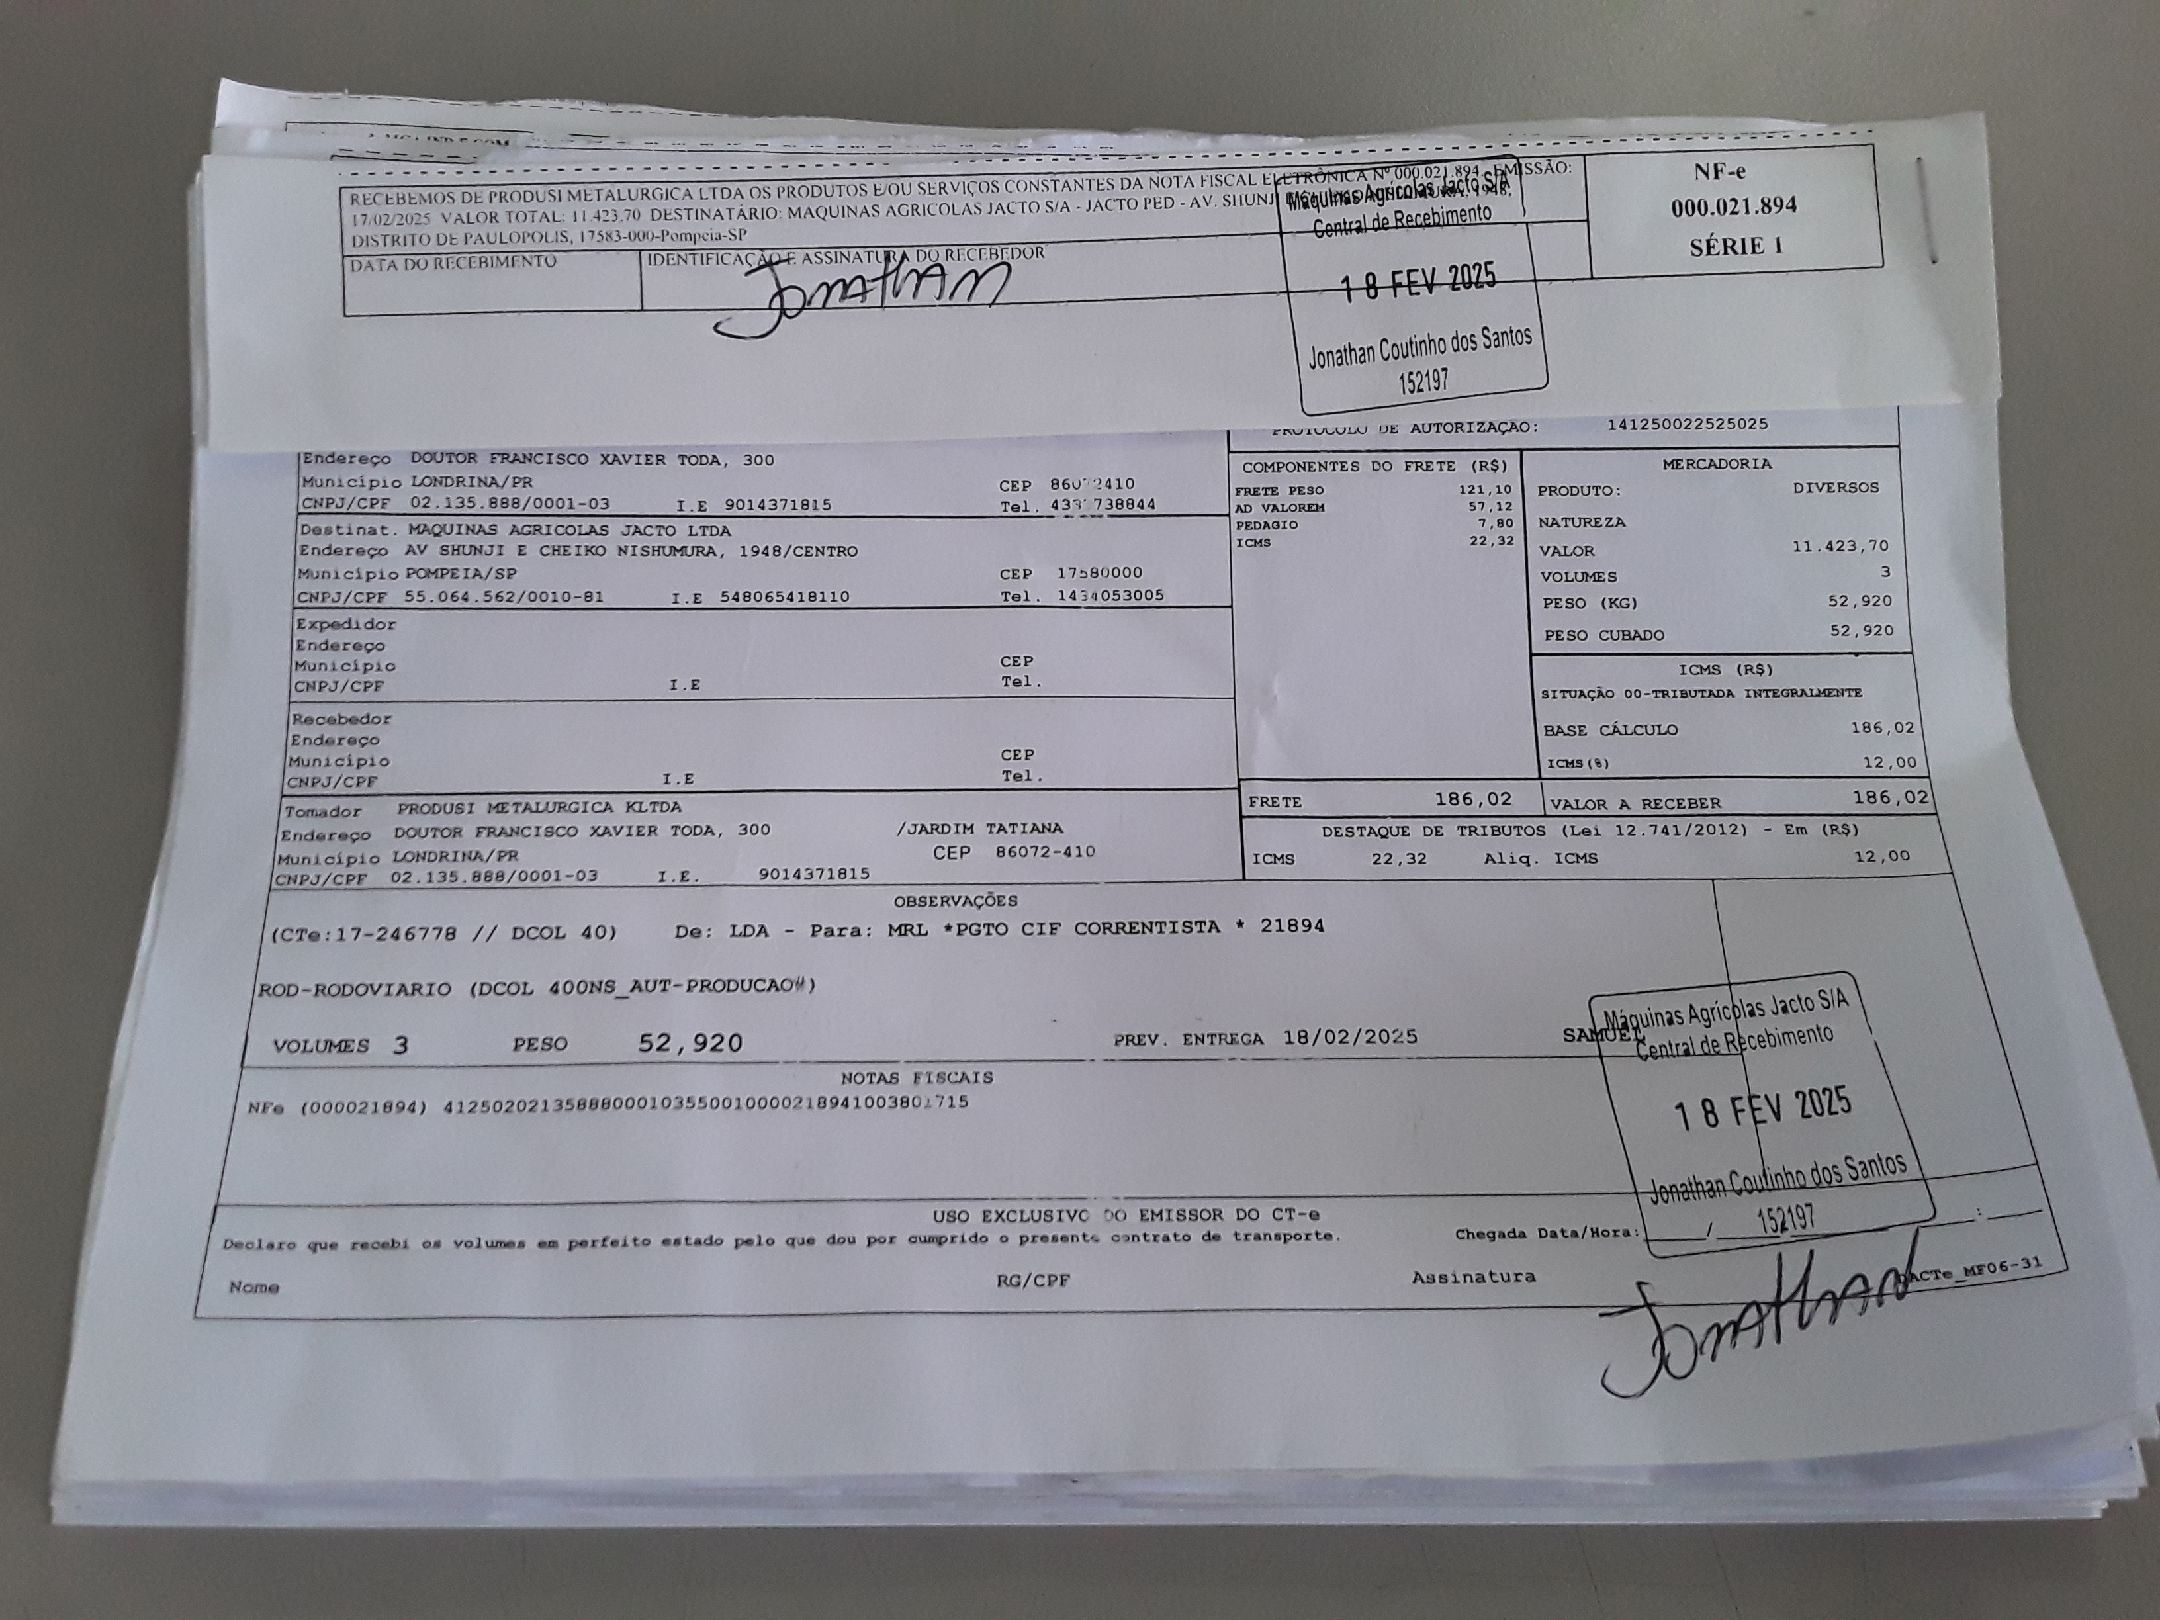 RECEBEMOS DE PRODUSI METALURGICA LTDA OS PRODUTOS E/OU SERVIÇOS CONSTANTES DA NOTA FISCAL ELETRÔNICA Nº 000.021.894 EMISSÃO:
17/02/2025 VALOR TOTAL: 11.423,70 DESTINATÁRIO: MAQUINAS AGRICOLAS JACTO S/A - JACTO PED - AV. SHUNJI 1948,
DISTRITO DE PAULOPOLIS, 17583-000-Pompeia-SP
DATA DO RECEBIMENTO IDENTIFICAÇÃO E ASSINATURA DO RECEBEDOR
Jonathan
NF-e
000.021.894
SÉRIE 1
Máquinas Agrícolas Jacto S/A
Central de Recebimento
18 FEV 2025
Jonathan Coutinho dos Santos
152197
PROTOCOLO DE AUTORIZAÇÃO: 141250022525025
Endereço DOUTOR FRANCISCO XAVIER TODA, 300
Município LONDRINA/PR CEP
CNPJ/CPF 02.135.888/0001-03 I.E 9014371815 Tel.
Destinat. MAQUINAS AGRICOLAS JACTO LTDA
Endereço AV SHUNJI E CHEIKO NISHUMURA, 1948/CENTRO
Município POMPEIA/SP CEP 17580000
CNPJ/CPF 55.064.562/0010-81 I.E 548065418110 Tel. 1434053005
Expedidor
Endereço
Município CEP
CNPJ/CPF I.E Tel.
Recebedor
Endereço
Município CEP
CNPJ/CPF I.E Tel.
Tomador PRODUSI METALURGICA KLTDA
Endereço DOUTOR FRANCISCO XAVIER TODA, 300 /JARDIM TATIANA
Município LONDRINA/PR CEP 86072-410
CNPJ/CPF 02.135.888/0001-03 I.E. 9014371815
COMPONENTES DO FRETE (R$)
FRETE PESO 121,10
AD VALOREM 57,12
PEDAGIO 7,80
ICMS 22,32
MERCADORIA
PRODUTO: DIVERSOS
NATUREZA
VALOR 11.423,70
VOLUMES 3
PESO (KG) 52,920
PESO CUBADO 52,920
ICMS (R$)
SITUAÇÃO 00-TRIBUTADA INTEGRALMENTE
BASE CÁLCULO 186,02
ICMS(%) 12,00
FRETE 186,02 VALOR A RECEBER 186,02
DESTAQUE DE TRIBUTOS (Lei 12.741/2012) - Em (R$)
ICMS 22,32 Aliq. ICMS 12,00
OBSERVAÇÕES
(CTe:17-246778 // DCOL 40) De: LDA - Para: MRL *PGTO CIF CORRENTISTA * 21894
ROD-RODOVIARIO (DCOL 400NS_AUT-PRODUCAO#)
VOLUMES 3 PESO 52,920 PREV. ENTREGA 18/02/2025 SAMUEL
NOTAS FISCAIS
NFe (000021894)
Máquinas Agrícolas Jacto S/A
Central de Recebimento
18 FEV 2025
Jonathan Coutinho dos Santos
152197
USO EXCLUSIVO DO EMISSOR DO CT-e
Declaro que recebi os volumes em perfeito estado pelo que dou por cumprido o presente contrato de transporte. Chegada Data/Hora: / :
Nome RG/CPF Assinatura DACTe_MF06-31
Jonathan